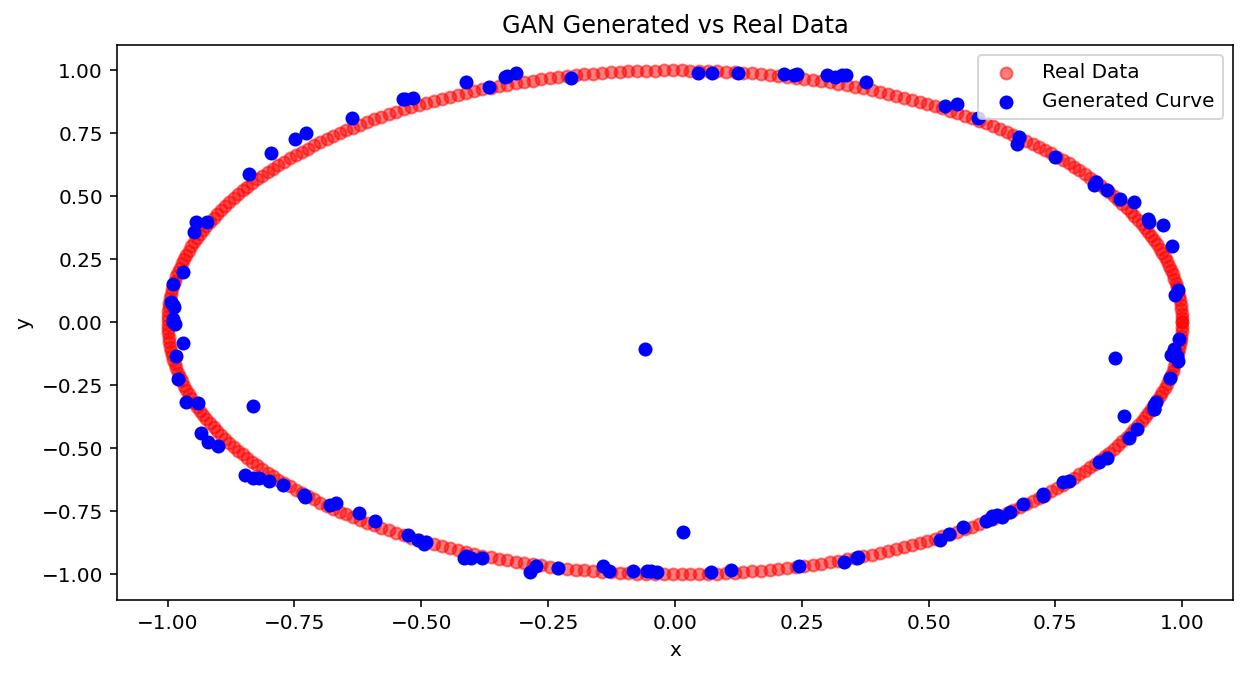 GAN Generated vs Real Data
Real Data
Generated Curve
1.00
0.75
0.50
0.25
0.00
−0.25
−0.50
−0.75
−1.00
y
−1.00 −0.75 −0.50 −0.25 0.00 0.25 0.50 0.75 1.00
x